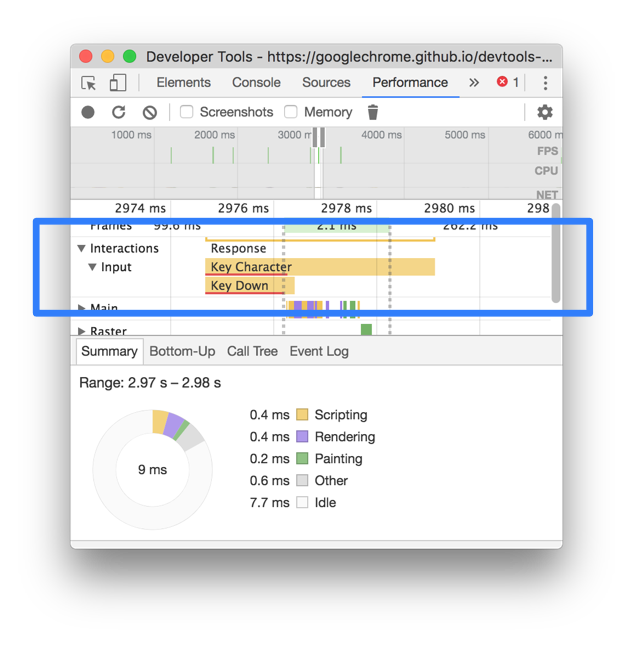 Developer Tools - https://googlechrome.github.io/devtools-...
Elements Console Sources Performance » 1
Screenshots Memory
1000 ms 2000 ms 3000 m 4000 ms 5000 ms 6000 m
FPS
CPU
NET
2974 ms 2976 ms 2978 ms 2980 ms 298
Frames 99.6 ms 2.1 ms 262.2 ms
Interactions Response
Input Key Character
Key Down
Main
Raster
Summary Bottom-Up Call Tree Event Log
Range: 2.97 s – 2.98 s
0.4 ms Scripting
0.4 ms Rendering
9 ms 0.2 ms Painting
0.6 ms Other
7.7 ms Idle